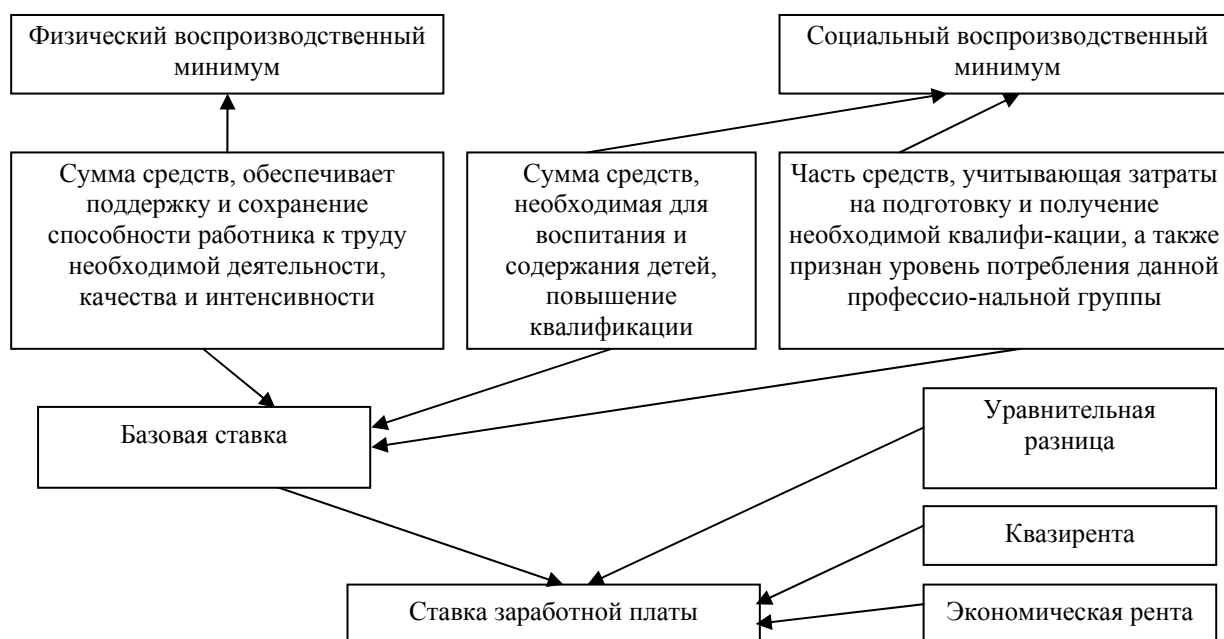 Физический воспроизводственный
минимум
Социальный воспроизводственный
минимум
Сумма средств, обеспечивает
поддержку и сохранение
способности работника к труду
необходимой деятельности,
качества и интенсивности
Сумма средств,
необходимая для
воспитания и
содержания детей,
повышение
квалификации
Часть средств, учитывающая затраты
на подготовку и получение
необходимой квалифи-кации, а также
признан уровень потребления данной
профессио-нальной группы
Базовая ставка
Уравнительная
разница
Квазирента
Ставка заработной платы
Экономическая рента